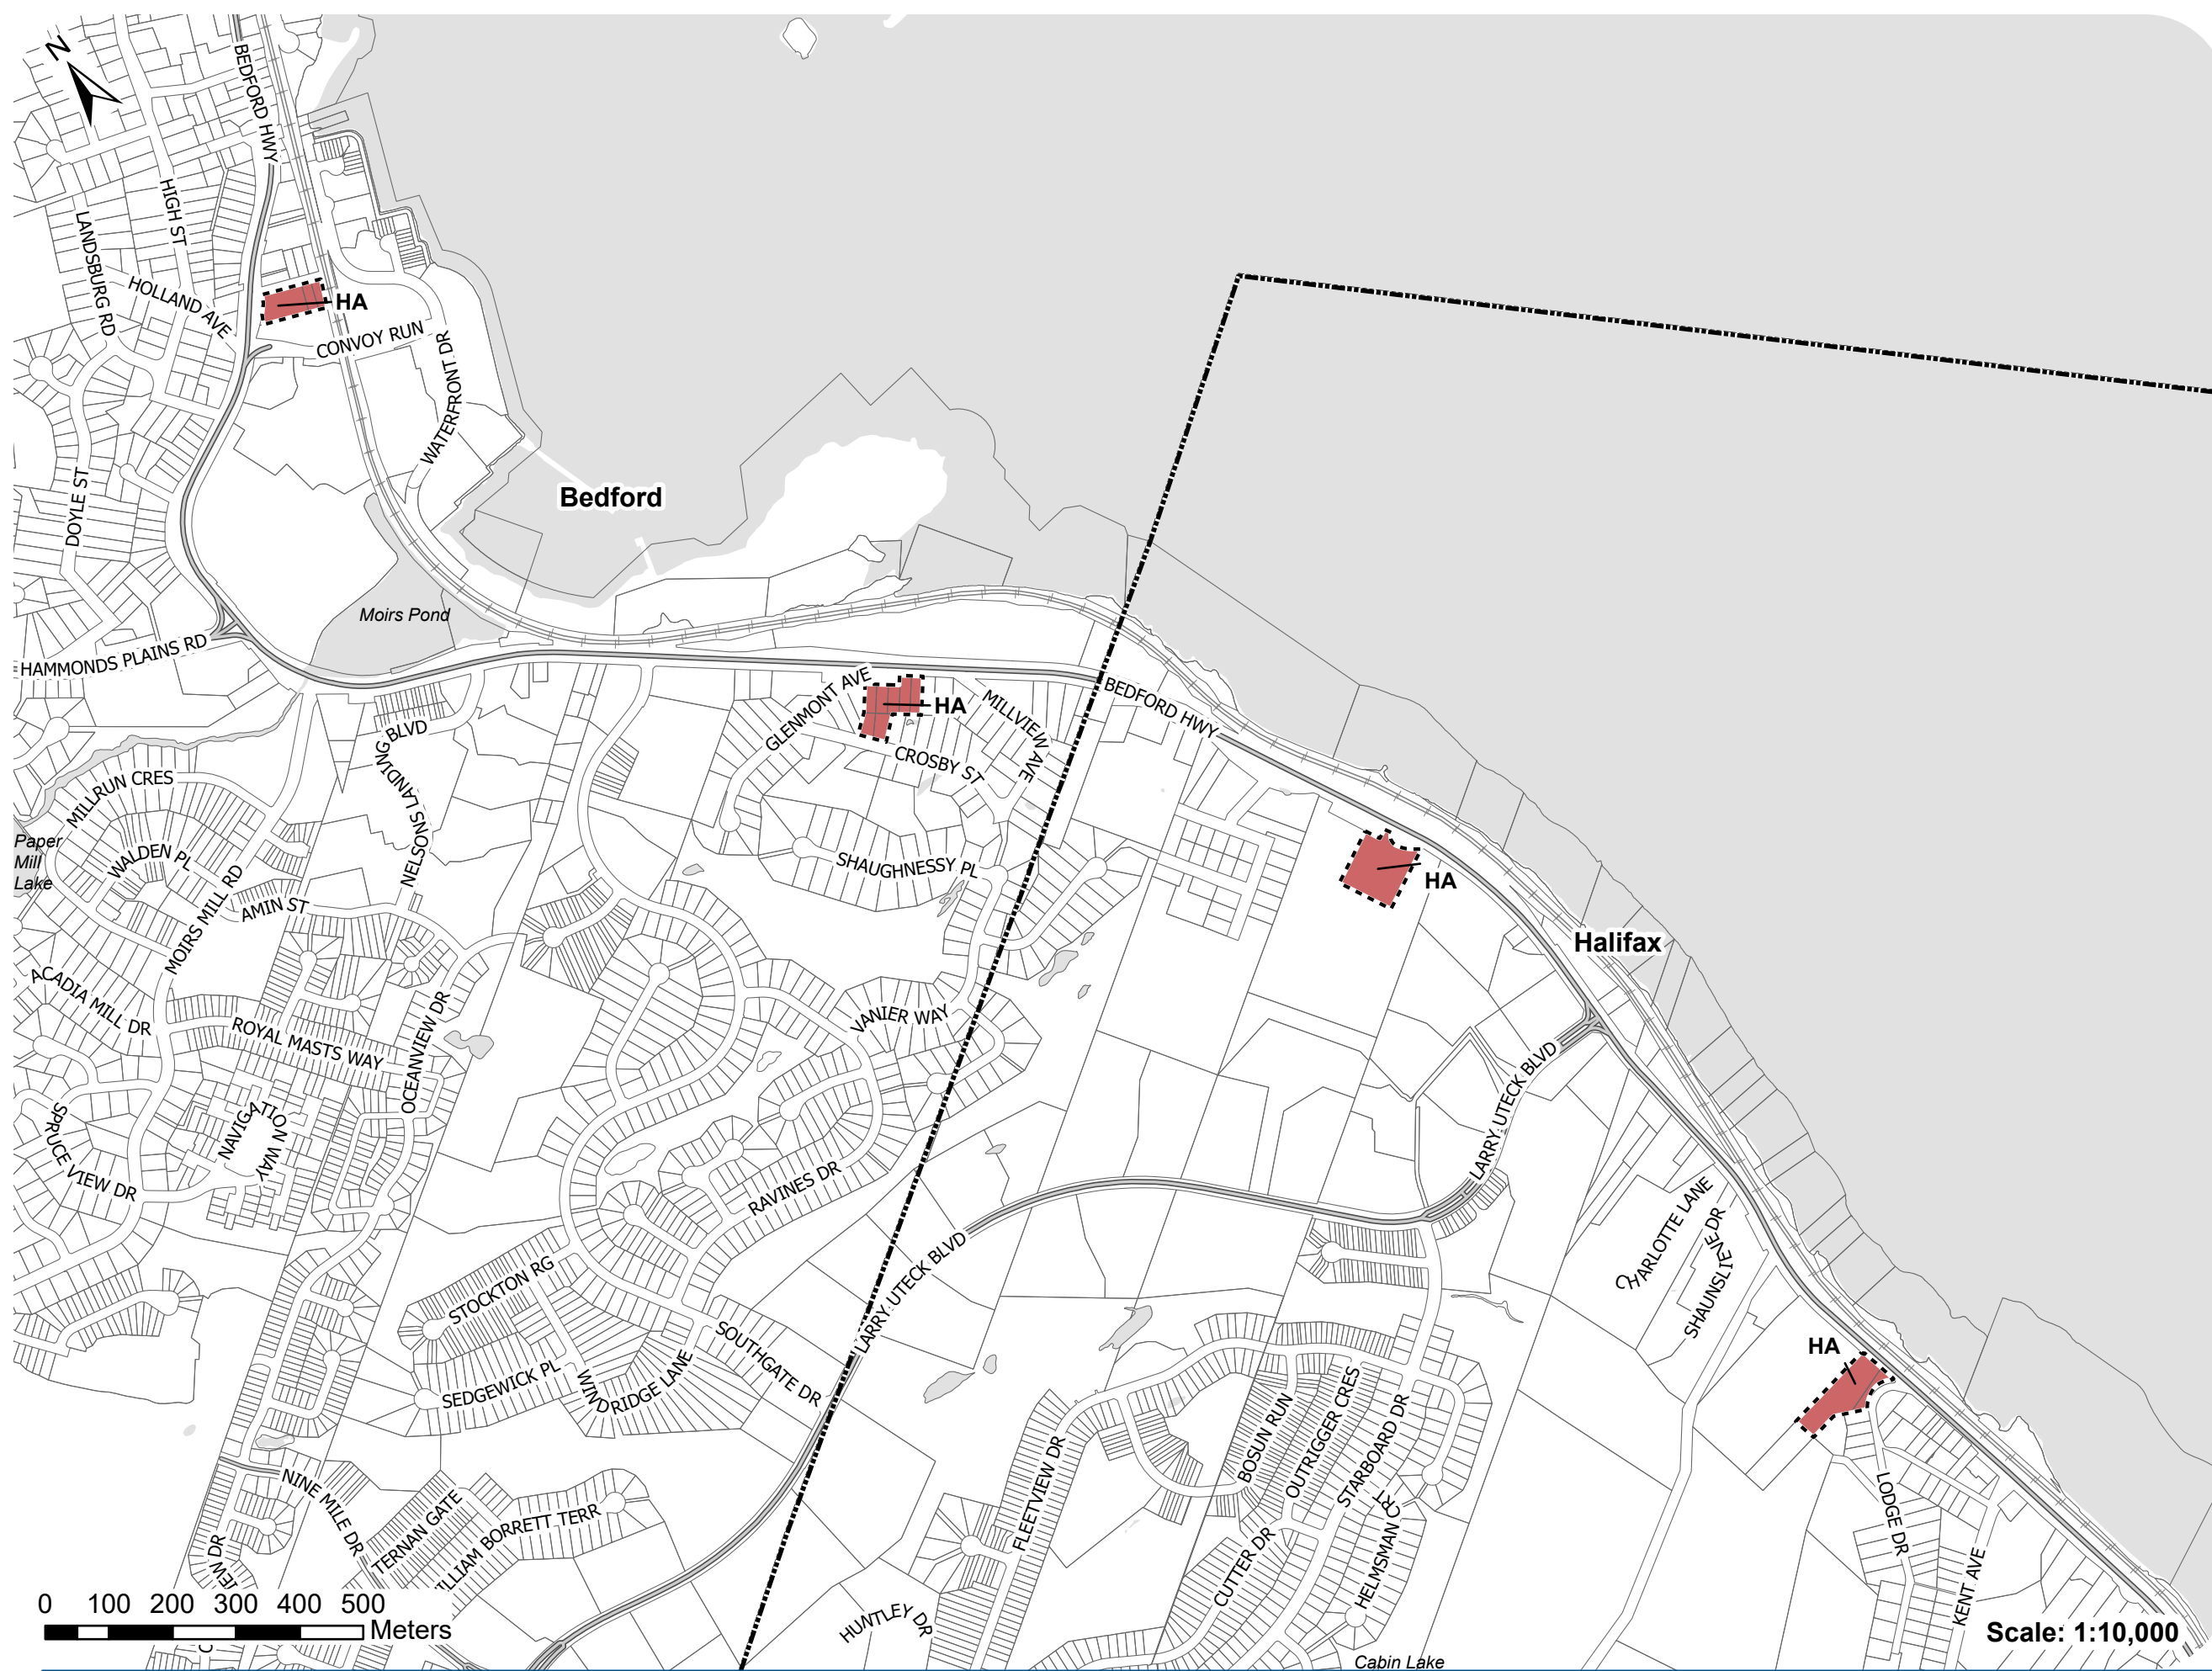 N
BEDFORD HWY
HIGH ST
LANDSBURG RD
HOLLAND AVE
HA
CONVOY RUN
WATERFRONT DR
DOYLE ST
Bedford
Moirs Pond
HAMMONDS PLAINS RD
GLENMONT AVE
HA
MILLVIEW AVE
BEDFORD HWY
CROSBY ST
NELSONS LANDING BLVD
MILLRUN CRES
Paper
Mill
Lake
WALDEN PL
SHAUGHNESSY PL
HA
MOIRS MILL RD
AMIN ST
Halifax
ACADIA MILL DR
ROYAL MASTS WAY
OCEANVIEW DR
VANIER WAY
LARRY UTECK BLVD
NAVIGATION WAY
SPRUCE VIEW DR
RAVINES DR
CHARLOTTE LANE
SHAUNSLIEVE DR
LARRY UTECK BLVD
STOCKTON RG
SOUTHGATE DR
HA
SEDGEWICK PL
WINDRIDGE LANE
BOSUN RUN
OUTRIGGER CRES
STARBOARD DR
FLEETVIEW DR
LODGE DR
NINE MILE DR
TERNAN GATE
WILLIAM BORRETT TERR
CUTTER DR
HELMSMAN CRT
KENT AVE
HUNTLEY DR
0 100 200 300 400 500
Meters
Scale: 1:10,000
Cabin Lake